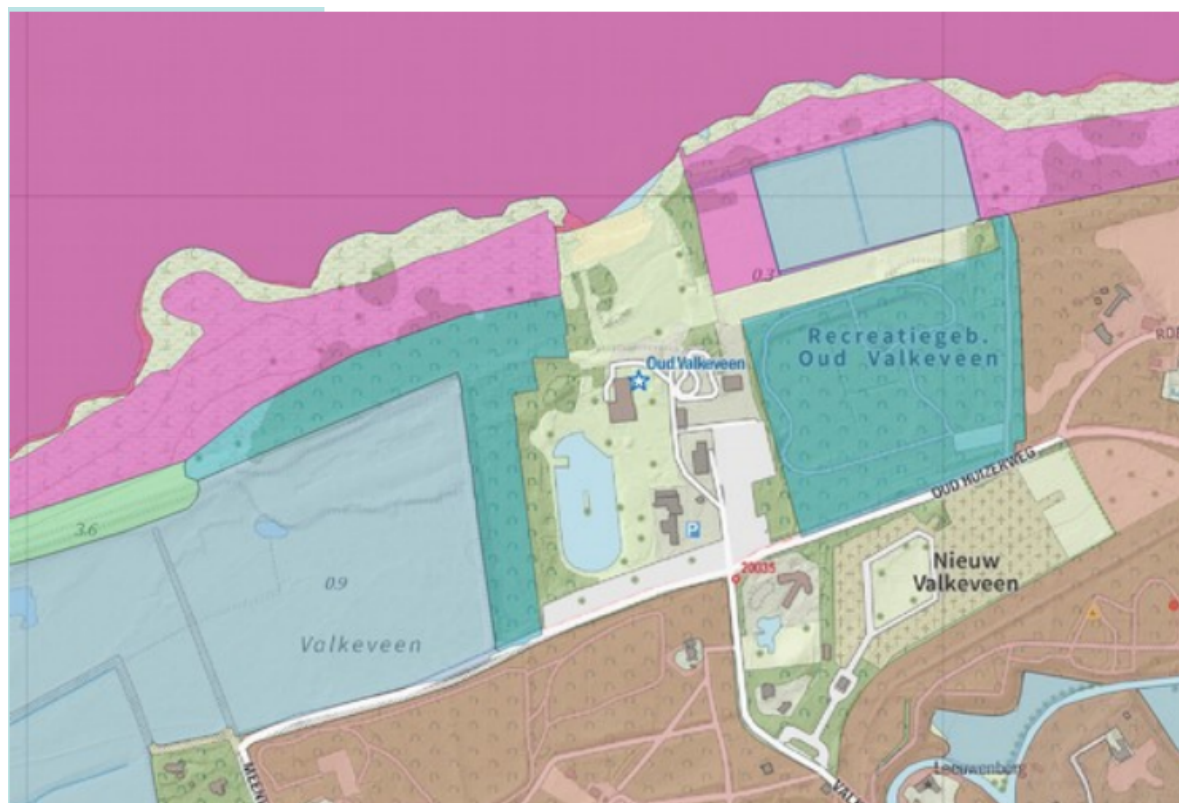 0.3
Recreatiegeb.
Oud Valkeveen
Oud Valkeveen
OUD HUIZERWEG
3.6
0.9
P
20035
Nieuw
Valkeveen
Valkeveen
Leeuwenberg